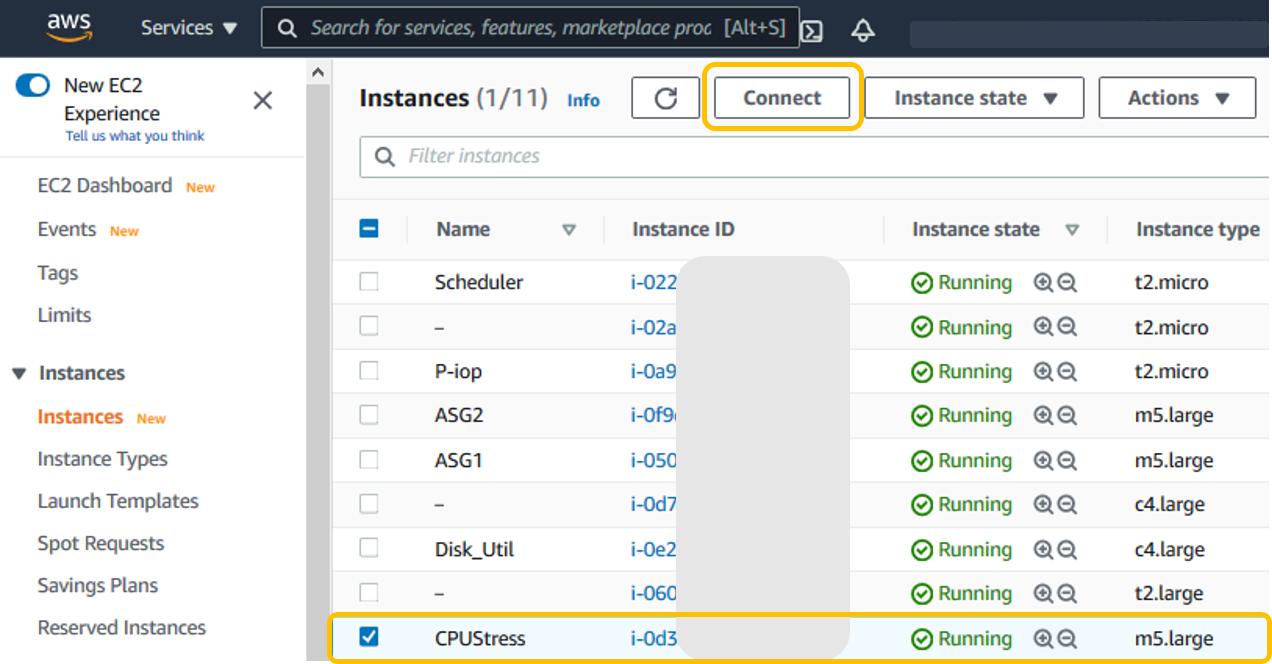 aws Services Search for services, features, marketplace proc [Alt+S]
New EC2
Experience
Tell us what you think
EC2 Dashboard New
Events New
Tags
Limits
Instances
Instances New
Instance Types
Launch Templates
Spot Requests
Savings Plans
Reserved Instances
Instances (1/11) Info Connect Instance state Actions
Filter instances
Name Instance ID Instance state Instance type
Scheduler i-022 Running t2.micro
– i-02a Running t2.micro
P-iop i-0a9 Running t2.micro
ASG2 i-0f9 Running m5.large
ASG1 i-050 Running m5.large
– i-0d7 Running c4.large
Disk_Util i-0e2 Running c4.large
– i-060 Running t2.large
CPUStress i-0d3 Running m5.large